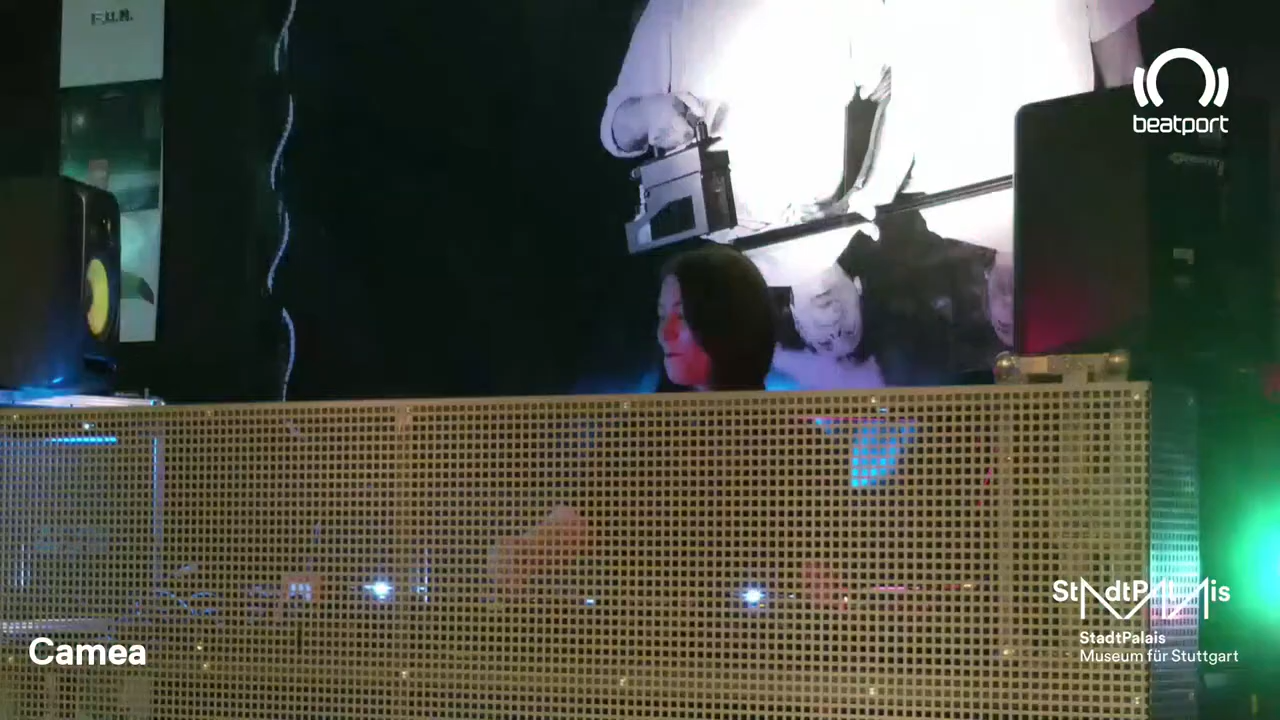 F.U.N.
beatport
StadtPalais
StadtPalais
Museum für Stuttgart
Camea